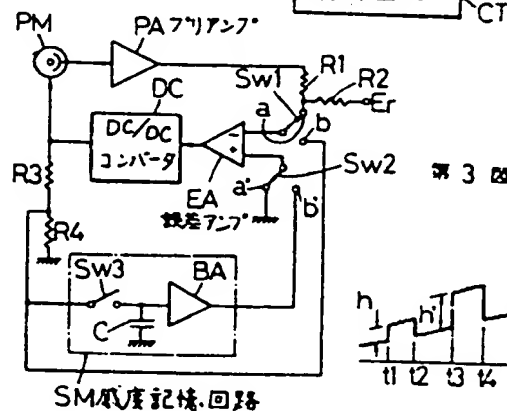 CT
PM
PAプリアンプ
R1
R2
Er
Sw1
DC
DC/DC
コンバータ
a
b
EA
誤差アンプ
Sw2
a'
b'
第3図
R3
R4
Sw3
BA
C
SM感度記憶回路
h
h'
t1 t2 t3 t4